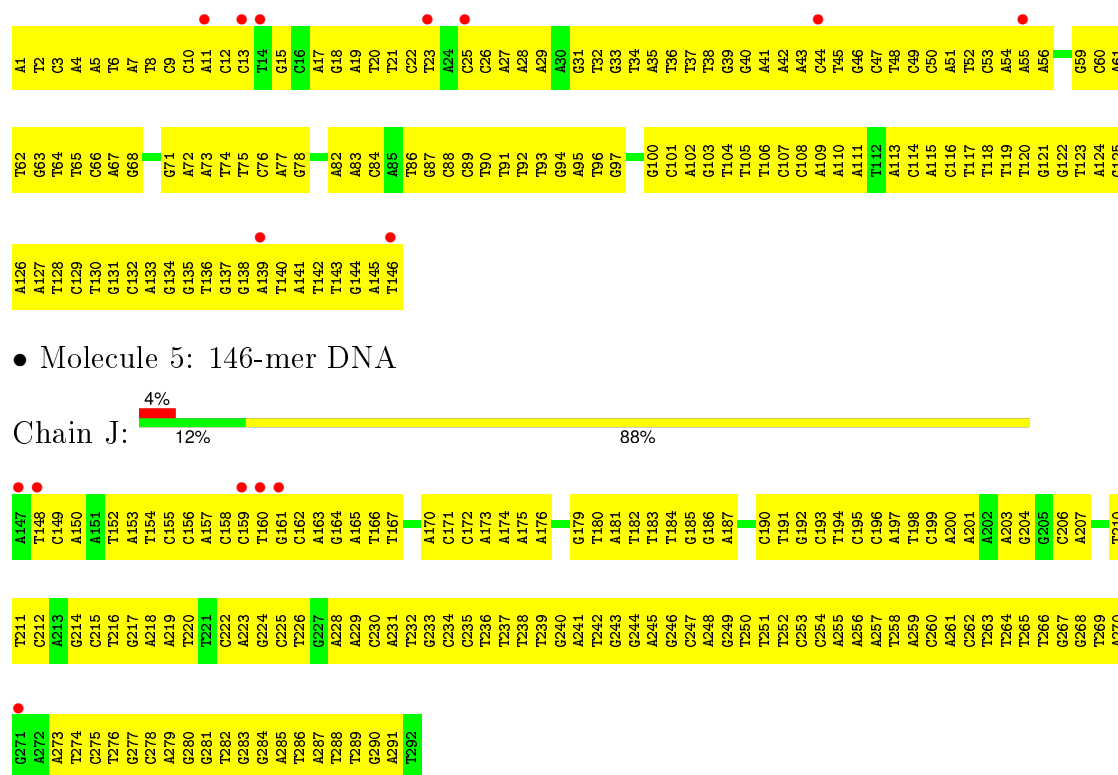 A1 T2 C3 A4 A5 T6 A7 T8 C9 C10 A11 C12 C13 T14 G15 C16 A17 G18 A19 T20 T21 C22 T23 A24 C25 C26 A27 A28 A29 A30 G31 T32 G33 T34 A35 T36 T37 T38 G39 G40 A41 A42 A43 C44 T45 G46 C47 T48 C49 C50 A51 T52 C53 A54 A55 A56 G59 C60 A61
T62 G63 T64 T65 C66 A67 G68 G71 A72 A73 T74 T75 C76 A77 G78 A82 A83 C84 A85 T86 G87 C88 C89 T90 T91 T92 T93 G94 A95 T96 G97 G100 C101 A102 G103 T104 T105 T106 C107 C108 A109 A110 A111 T112 A113 C114 A115 C116 T117 T118 T119 T120 G121 G122 T123 A124 G125
A126 A127 T128 C129 T130 G131 C132 A133 G134 G135 T136 G137 G138 A139 T140 A141 T142 T143 G144 A145 T146
• Molecule 5: 146-mer DNA
4%
Chain J:
12% 88%
A147 T148 C149 A150 A151 T152 A153 T154 C155 C156 A157 C158 C159 T160 G161 C162 A163 G164 A165 T166 T167 A170 C171 C172 A173 A174 A175 A176 G179 T180 A181 T182 T183 T184 G185 G186 A187 C190 T191 G192 C193 T194 C195 C196 A197 T198 C199 A200 A201 A202 A203 G204 G205 C206 A207 T210
T211 C212 A213 G214 C215 T216 G217 A218 A219 T220 T221 C222 A223 G224 C225 T226 G227 A228 A229 C230 A231 T232 G233 C234 C235 T236 T237 T238 T239 G240 A241 T242 G243 G244 A245 G246 C247 A248 G249 T250 T251 T252 C253 C254 A255 A256 A257 T258 A259 C260 A261 C262 T263 T264 T265 T266 G267 G268 T269 A270
G271 A272 A273 T274 C275 T276 G277 C278 A279 G280 G281 T282 G283 G284 A285 T286 A287 T288 T289 G290 A291 T292